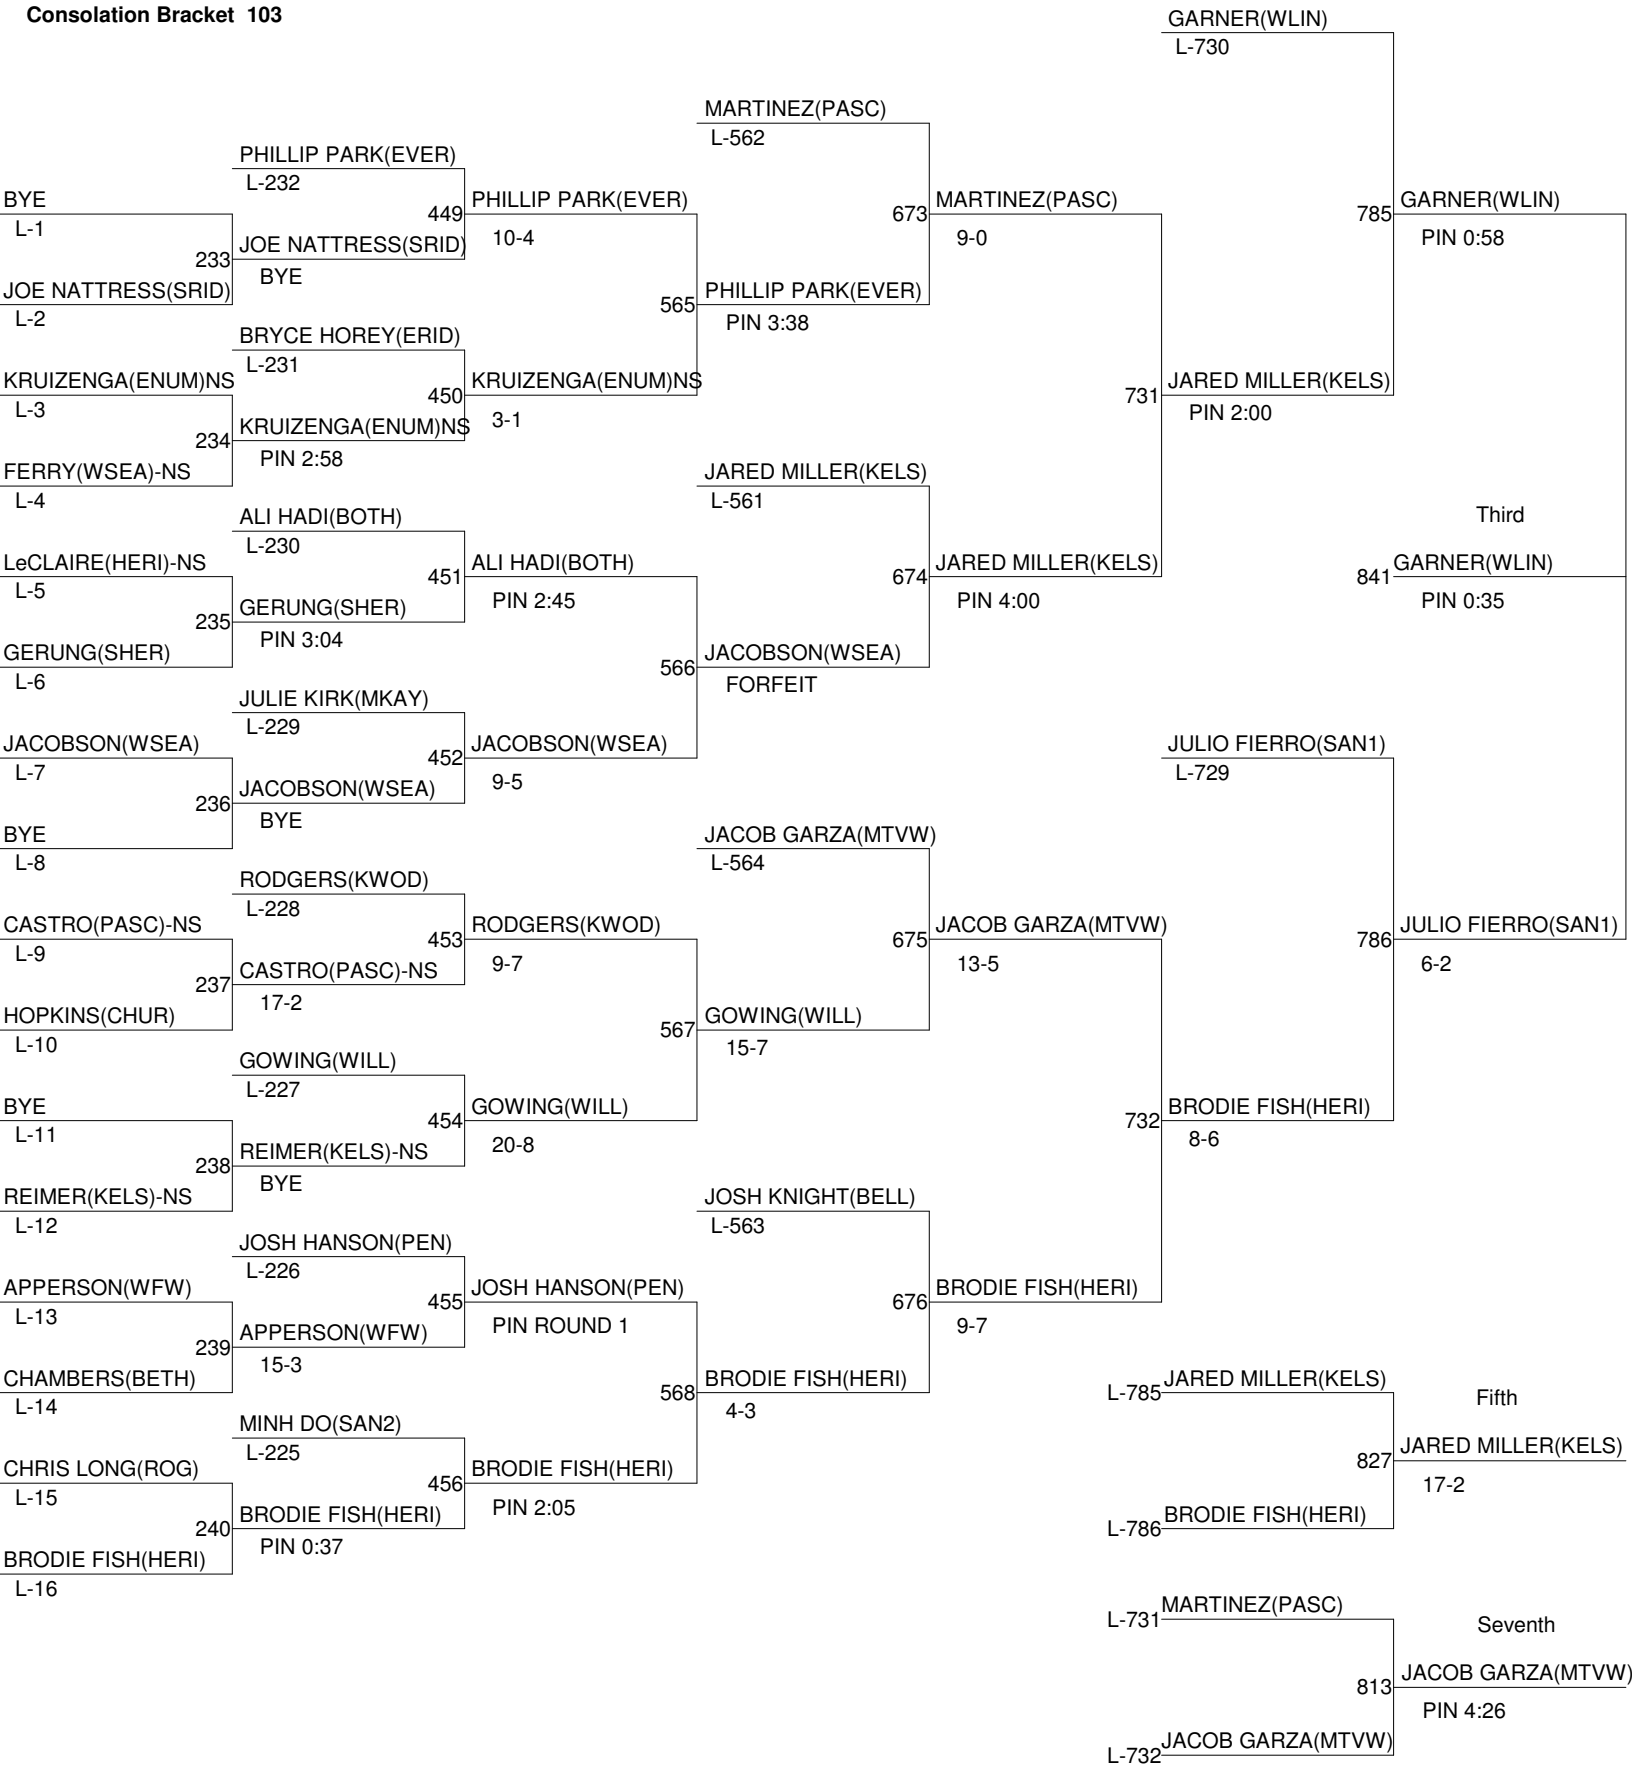 Consolation Bracket 103
GARNER(WLIN)
L-730
MARTINEZ(PASC)
L-562
PHILLIP PARK(EVER)
L-232
BYE
L-1
449
PHILLIP PARK(EVER)
10-4
673
MARTINEZ(PASC)
9-0
785
GARNER(WLIN)
PIN 0:58
233
JOE NATTRESS(SRID)
BYE
JOE NATTRESS(SRID)
L-2
565
PHILLIP PARK(EVER)
PIN 3:38
BRYCE HOREY(ERID)
L-231
KRUIZENGA(ENUM)NS
L-3
450
KRUIZENGA(ENUM)NS
3-1
731
JARED MILLER(KELS)
PIN 2:00
234
KRUIZENGA(ENUM)NS
PIN 2:58
FERRY(WSEA)-NS
L-4
JARED MILLER(KELS)
L-561
ALI HADI(BOTH)
L-230
Third
LeCLAIRE(HERI)-NS
L-5
451
ALI HADI(BOTH)
PIN 2:45
674
JARED MILLER(KELS)
PIN 4:00
841
GARNER(WLIN)
PIN 0:35
235
GERUNG(SHER)
PIN 3:04
GERUNG(SHER)
L-6
566
JACOBSON(WSEA)
FORFEIT
JULIE KIRK(MKAY)
L-229
JACOBSON(WSEA)
L-7
452
JACOBSON(WSEA)
9-5
JULIO FIERRO(SAN1)
L-729
236
JACOBSON(WSEA)
BYE
BYE
L-8
JACOB GARZA(MTVW)
L-564
RODGERS(KWOD)
L-228
CASTRO(PASC)-NS
L-9
453
RODGERS(KWOD)
9-7
675
JACOB GARZA(MTVW)
13-5
786
JULIO FIERRO(SAN1)
6-2
237
CASTRO(PASC)-NS
17-2
HOPKINS(CHUR)
L-10
567
GOWING(WILL)
15-7
GOWING(WILL)
L-227
BYE
L-11
454
GOWING(WILL)
20-8
732
BRODIE FISH(HERI)
8-6
238
REIMER(KELS)-NS
BYE
REIMER(KELS)-NS
L-12
JOSH KNIGHT(BELL)
L-563
JOSH HANSON(PEN)
L-226
APPERSON(WFW)
L-13
455
JOSH HANSON(PEN)
PIN ROUND 1
676
BRODIE FISH(HERI)
9-7
239
APPERSON(WFW)
15-3
CHAMBERS(BETH)
L-14
568
BRODIE FISH(HERI)
4-3
L-785
JARED MILLER(KELS)
Fifth
MINH DO(SAN2)
L-225
827
JARED MILLER(KELS)
17-2
CHRIS LONG(ROG)
L-15
456
BRODIE FISH(HERI)
PIN 2:05
240
BRODIE FISH(HERI)
PIN 0:37
L-786
BRODIE FISH(HERI)
BRODIE FISH(HERI)
L-16
L-731
MARTINEZ(PASC)
Seventh
813
JACOB GARZA(MTVW)
PIN 4:26
L-732
JACOB GARZA(MTVW)